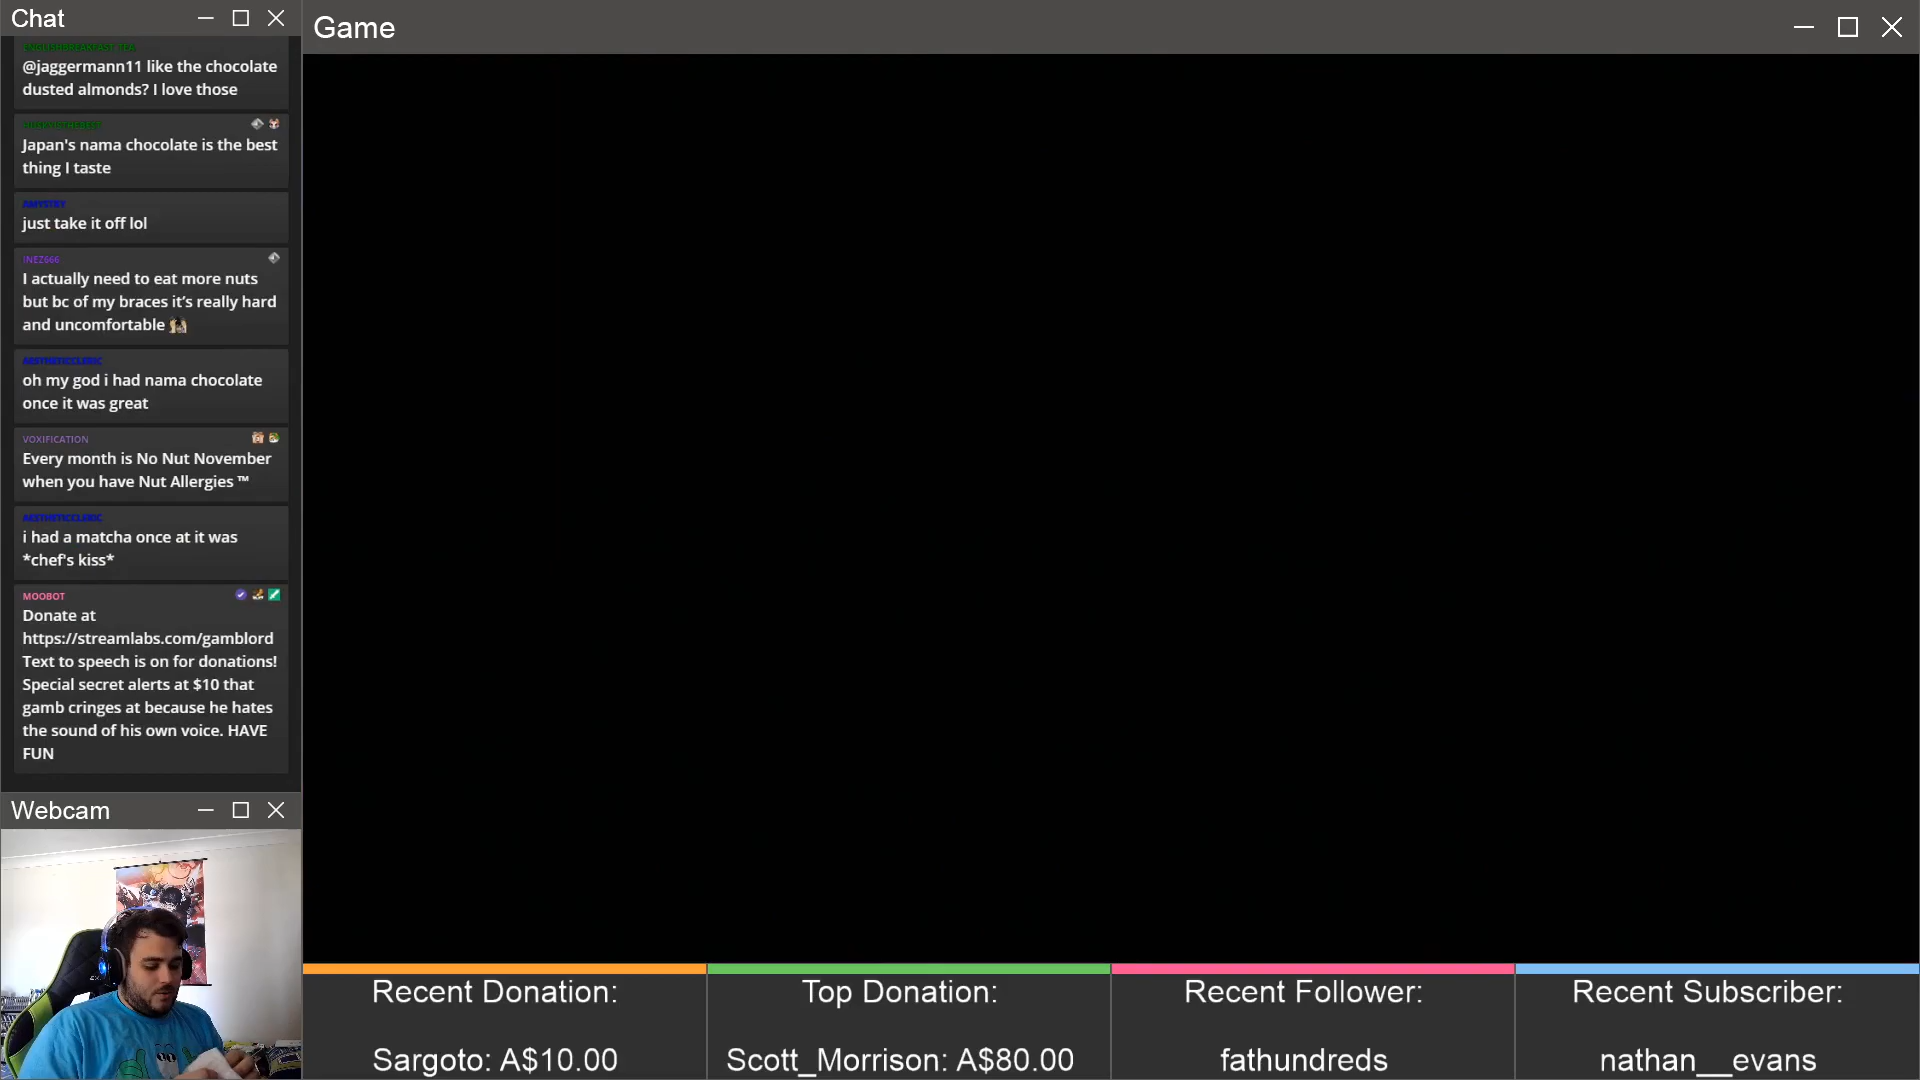 Chat
Game
ENGLISHBREAKFAST_TEA
@jaggermann11 like the chocolate
dusted almonds? I love those
Japan's nama chocolate is the best
thing I taste
AMYSTRY
just take it off lol
INEZ666
I actually need to eat more nuts
but bc of my braces it’s really hard
and uncomfortable
AESTHETICCLERIC
oh my god i had nama chocolate
once it was great
VOXIFICATION
Every month is No Nut November
when you have Nut Allergies ™
AESTHETICCLERIC
i had a matcha once at it was
*chef's kiss*
MOOBOT
Donate at
https://streamlabs.com/gamblord
Text to speech is on for donations!
Special secret alerts at $10 that
gamb cringes at because he hates
the sound of his own voice. HAVE
FUN
Webcam
Recent Donation:
Sargoto: A$10.00
Top Donation:
Scott_Morrison: A$80.00
Recent Follower:
fathundreds
Recent Subscriber:
nathan__evans